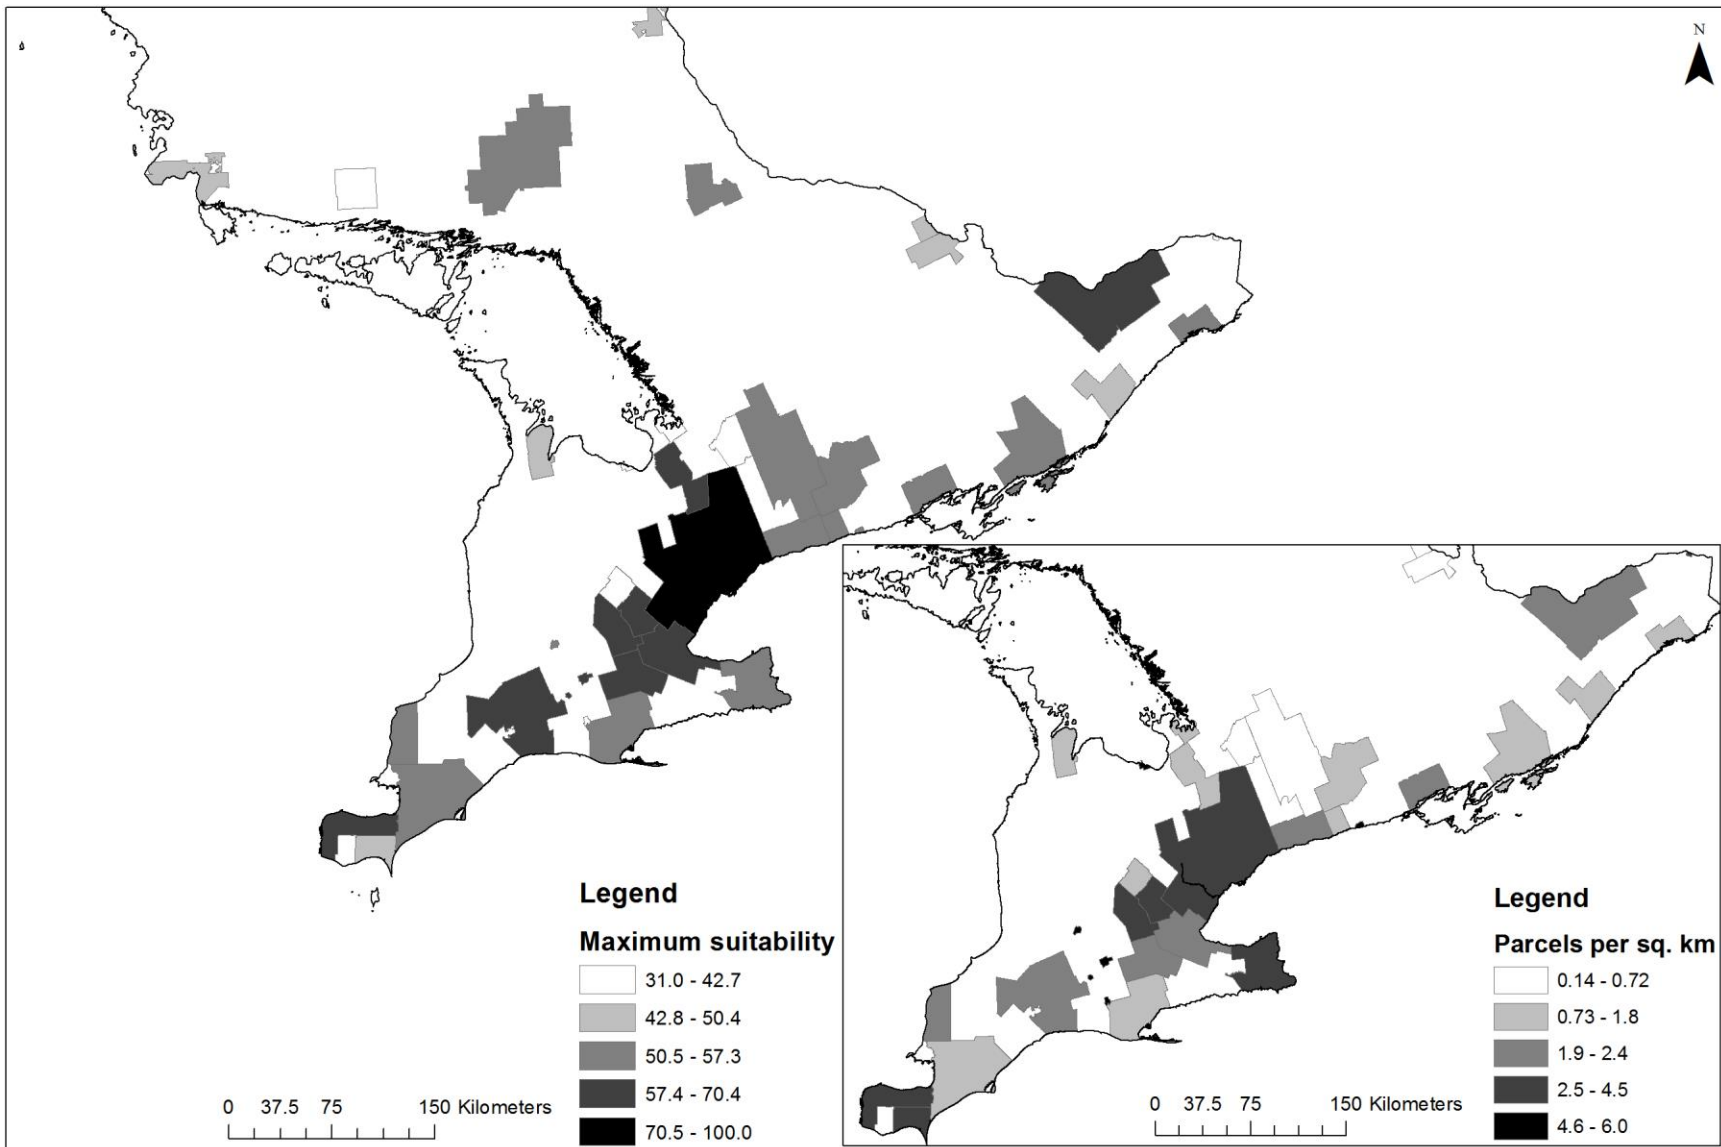 N
Legend
Maximum suitability
31.0 - 42.7
42.8 - 50.4
50.5 - 57.3
57.4 - 70.4
70.5 - 100.0
0 37.5 75 150 Kilometers
Legend
Parcels per sq. km
0.14 - 0.72
0.73 - 1.8
1.9 - 2.4
2.5 - 4.5
4.6 - 6.0
0 37.5 75 150 Kilometers